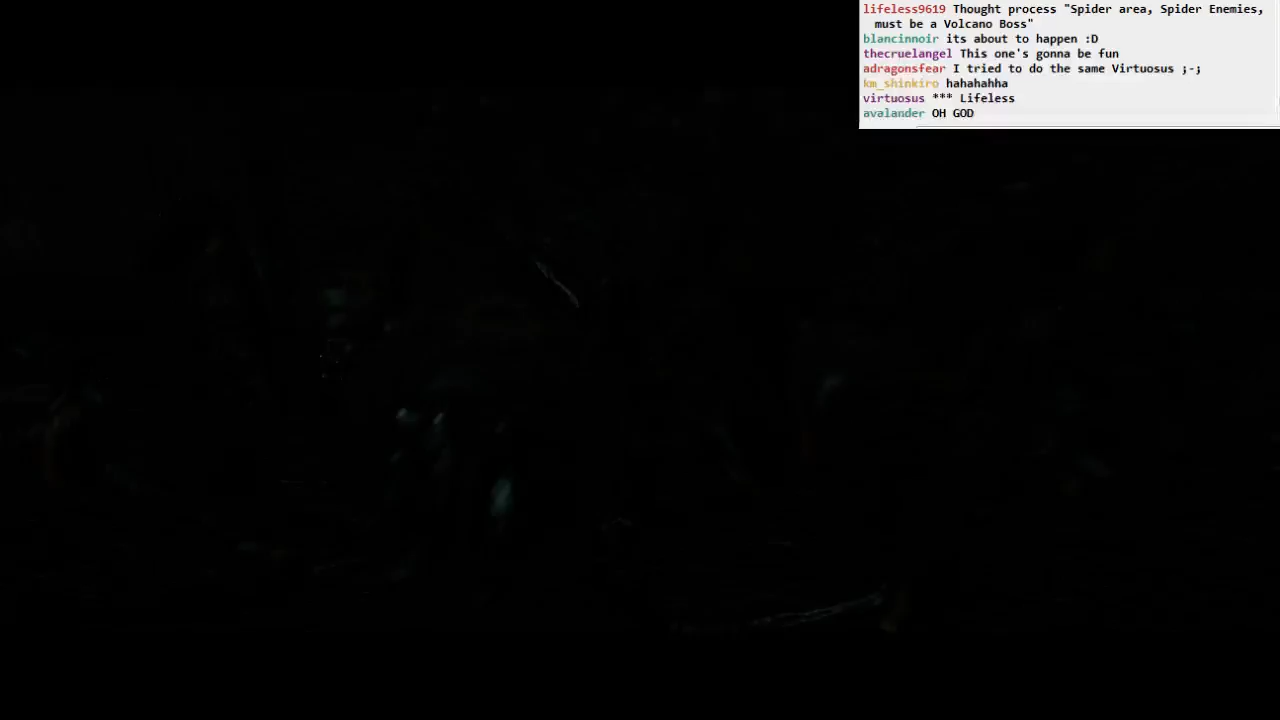 lifeless9619 Thought process "Spider area, Spider Enemies,
must be a Volcano Boss"
blancinnoir its about to happen :D
thecruelangel This one's gonna be fun
adragonsfear I tried to do the same Virtuosus ;-;
km_shinkiro hahahahha
virtuosus *** Lifeless
avalander OH GOD